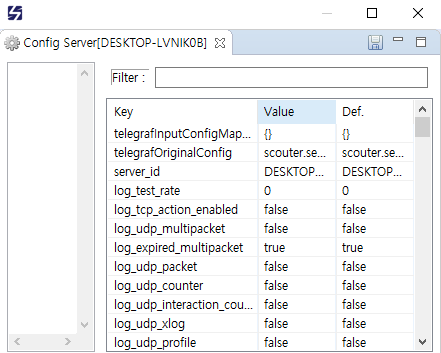 Config Server[DESKTOP-LVNIK0B]
Filter :
Key Value Def.
telegrafInputConfigMap... {} {}
telegrafOriginalConfig scouter.se... scouter.se...
server_id DESKTOP... DESKTOP...
log_test_rate 0 0
log_tcp_action_enabled false false
log_udp_multipacket false false
log_expired_multipacket true true
log_udp_packet false false
log_udp_counter false false
log_udp_interaction_cou... false false
log_udp_xlog false false
log_udp_profile false false